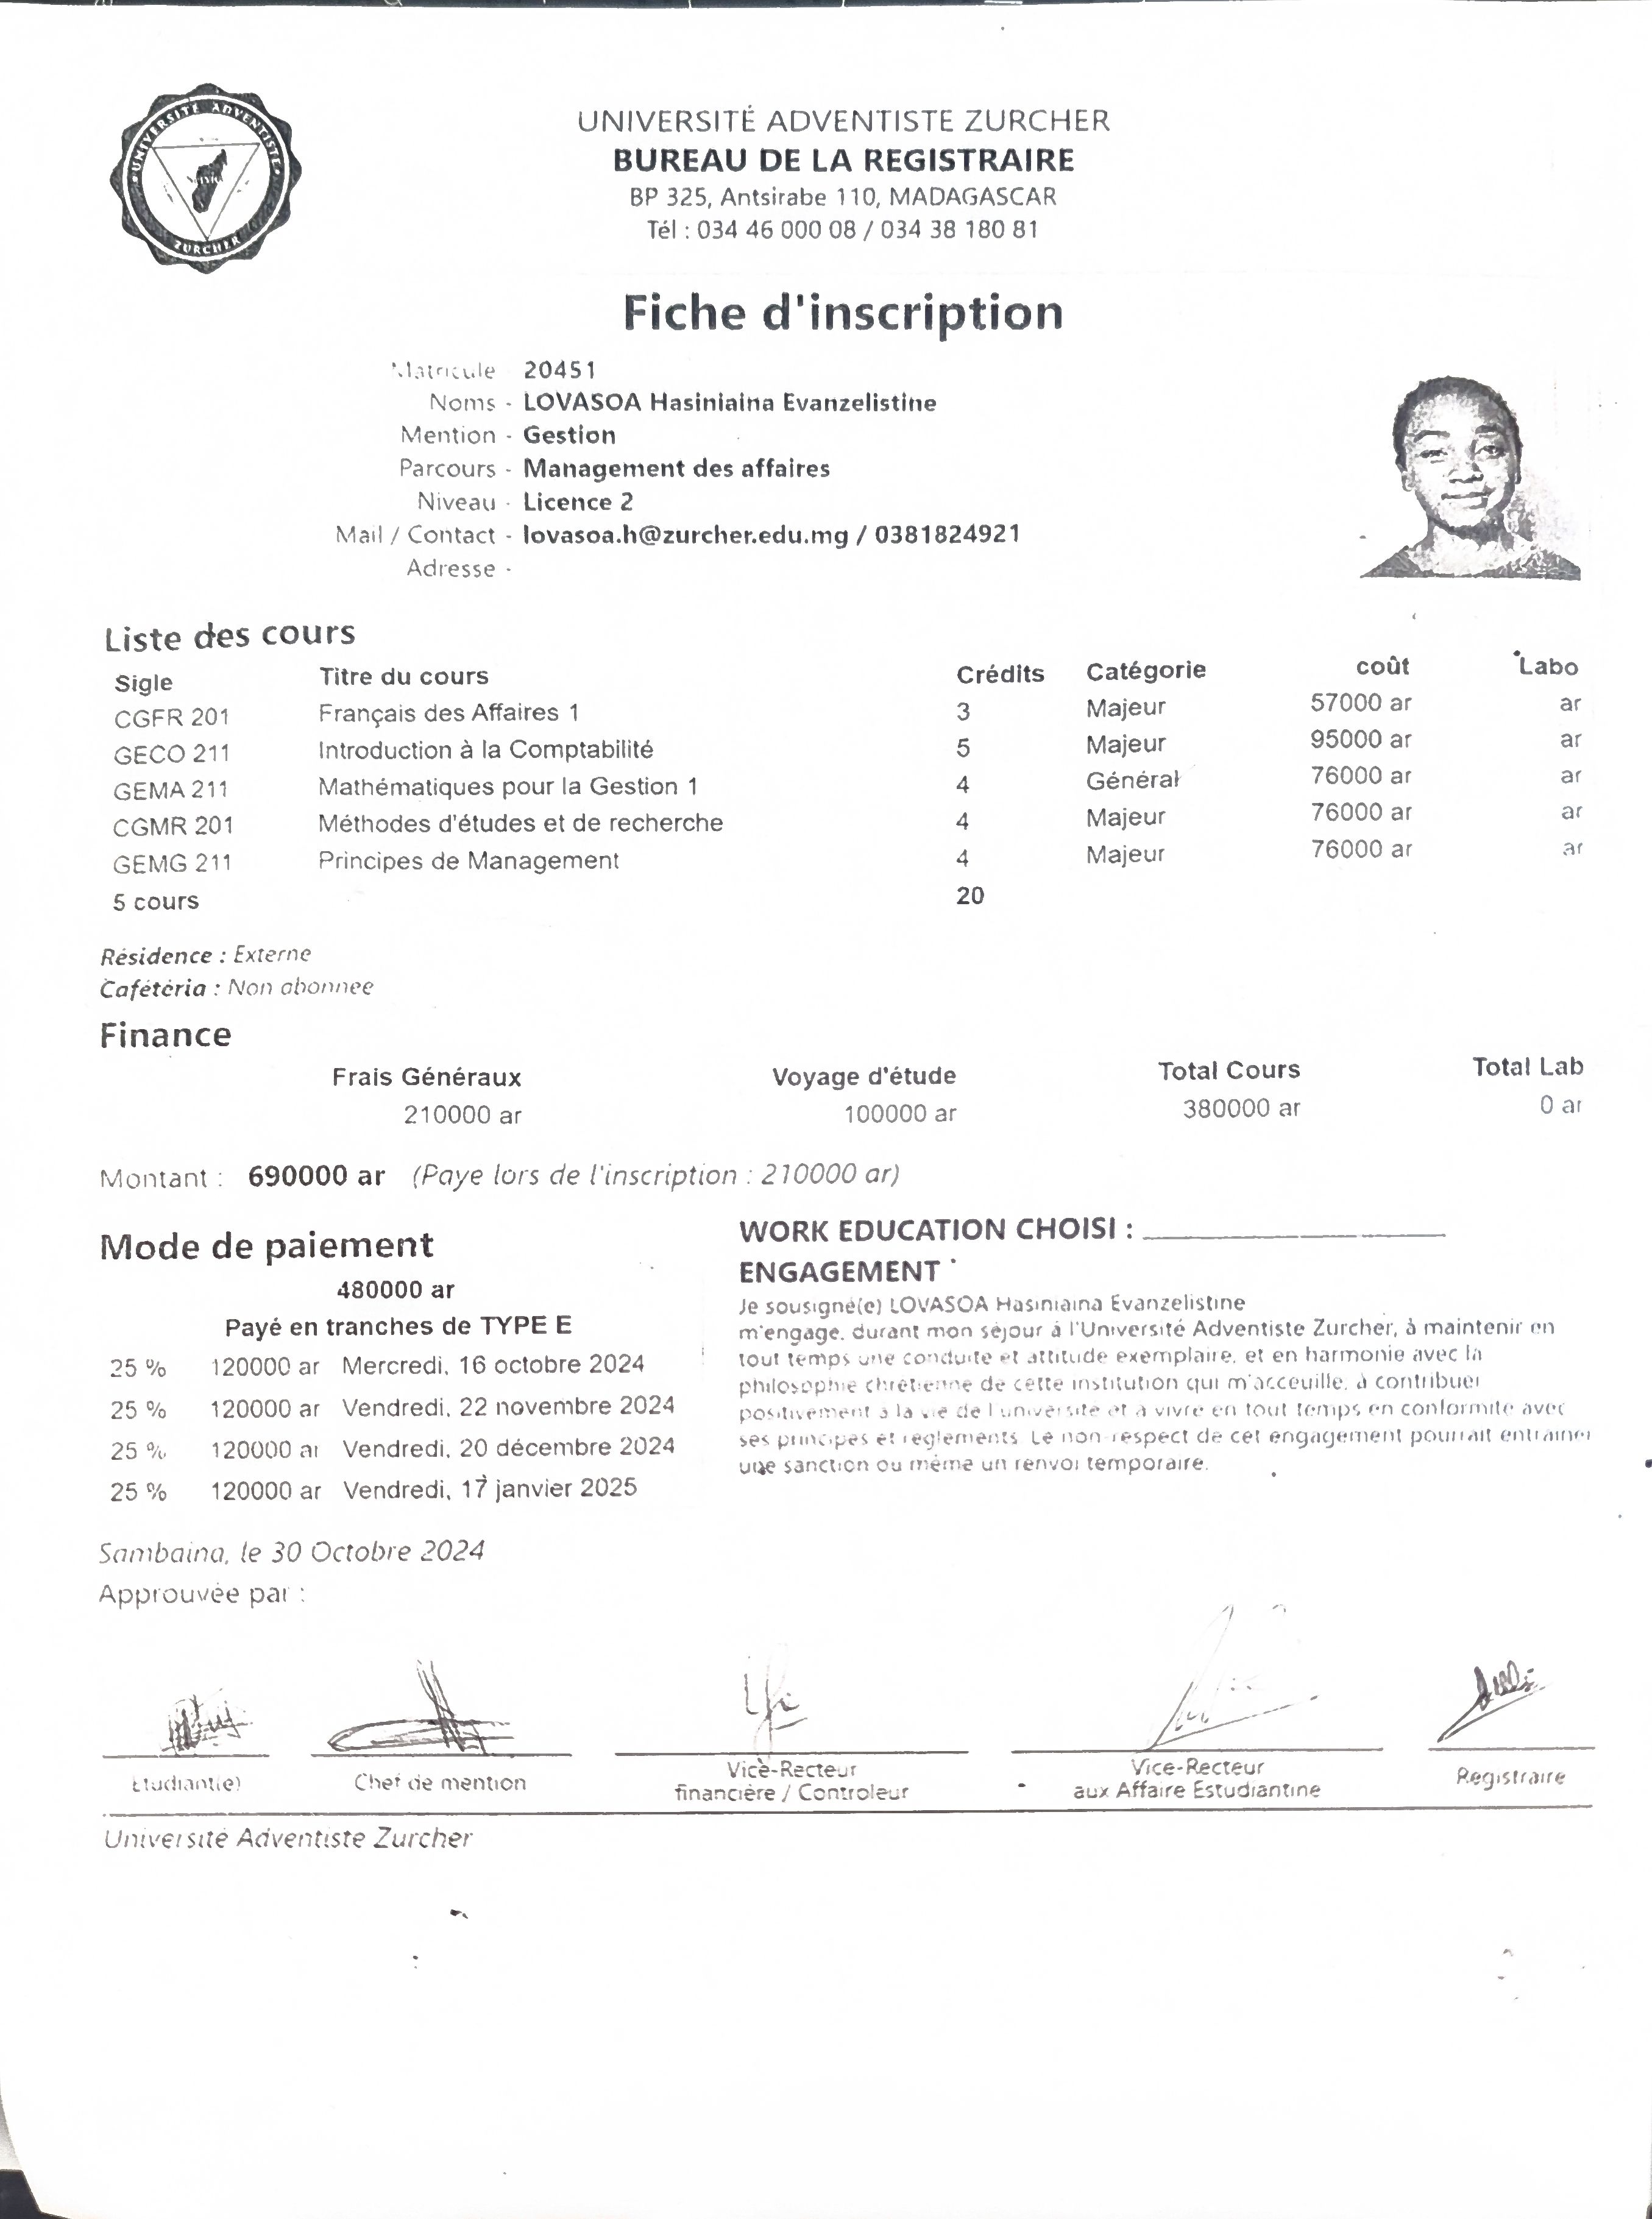 UNIVERSITÉ ADVENTISTE
ZURCHER
UNIVERSITÉ ADVENTISTE ZURCHER
BUREAU DE LA REGISTRAIRE
BP 325, Antsirabe 110, MADAGASCAR
Tél : 034 46 000 08 / 034 38 180 81
Fiche d'inscription
Matricule 20451
Noms - LOVASOA Hasiniaina Evanzelistine
Mention - Gestion
Parcours - Management des affaires
Niveau - Licence 2
Mail / Contact - lovasoa.h@zurcher.edu.mg / 0381824921
Adresse -
Liste des cours
Sigle Titre du cours Crédits Catégorie coût Labo
CGFR 201 Français des Affaires 1 3 Majeur 57000 ar ar
GECO 211 Introduction à la Comptabilité 5 Majeur 95000 ar ar
GEMA 211 Mathématiques pour la Gestion 1 4 Général 76000 ar ar
CGMR 201 Méthodes d'études et de recherche 4 Majeur 76000 ar ar
GEMG 211 Principes de Management 4 Majeur 76000 ar ar
5 cours 20
Résidence : Externe
Cafétéria : Non abonnee
Finance
Frais Généraux Voyage d'étude Total Cours Total Lab
210000 ar 100000 ar 380000 ar 0 ar
Montant : 690000 ar (Paye lors de l'inscription : 210000 ar)
Mode de paiement
480000 ar
Payé en tranches de TYPE E
25 % 120000 ar Mercredi, 16 octobre 2024
25 % 120000 ar Vendredi, 22 novembre 2024
25 % 120000 ar Vendredi, 20 décembre 2024
25 % 120000 ar Vendredi, 17 janvier 2025
WORK EDUCATION CHOISI :
ENGAGEMENT
Je sousigné(e) LOVASOA Hasiniaina Evanzelistine
m'engage, durant mon séjour à l'Université Adventiste Zurcher, à maintenir en
tout temps une conduite et attitude exemplaire, et en harmonie avec la
philosophie chrétienne de cette institution qui m'acceuille, à contribuer
positivement à la vie de l'université et à vivre en tout temps en conformité avec
ses principes et règlements. Le non-respect de cet engagement pourrait entrainer
une sanction ou même un renvoi temporaire.
Sambaina, le 30 Octobre 2024
Approuvée par :
Etudiant(e)
Chef de mention
Vice-Recteur
financière / Controleur
Vice-Recteur
aux Affaire Estudiantine
Registraire
Université Adventiste Zurcher